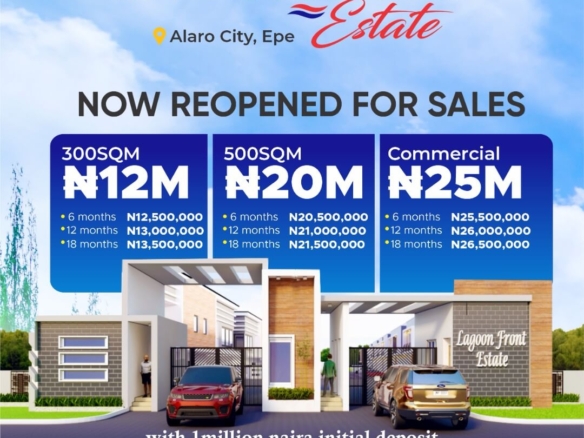 Estate
Alaro City, Epe
NOW REOPENED FOR SALES
300SQM
₦12M
• 6 months ₦12,500,000
• 12 months ₦13,000,000
• 18 months ₦13,500,000
500SQM
₦20M
• 6 months ₦20,500,000
• 12 months ₦21,000,000
• 18 months ₦21,500,000
Commercial
₦25M
• 6 months ₦25,500,000
• 12 months ₦26,000,000
• 18 months ₦26,500,000
Lagoon Front
Estate
with 1million naira initial deposit